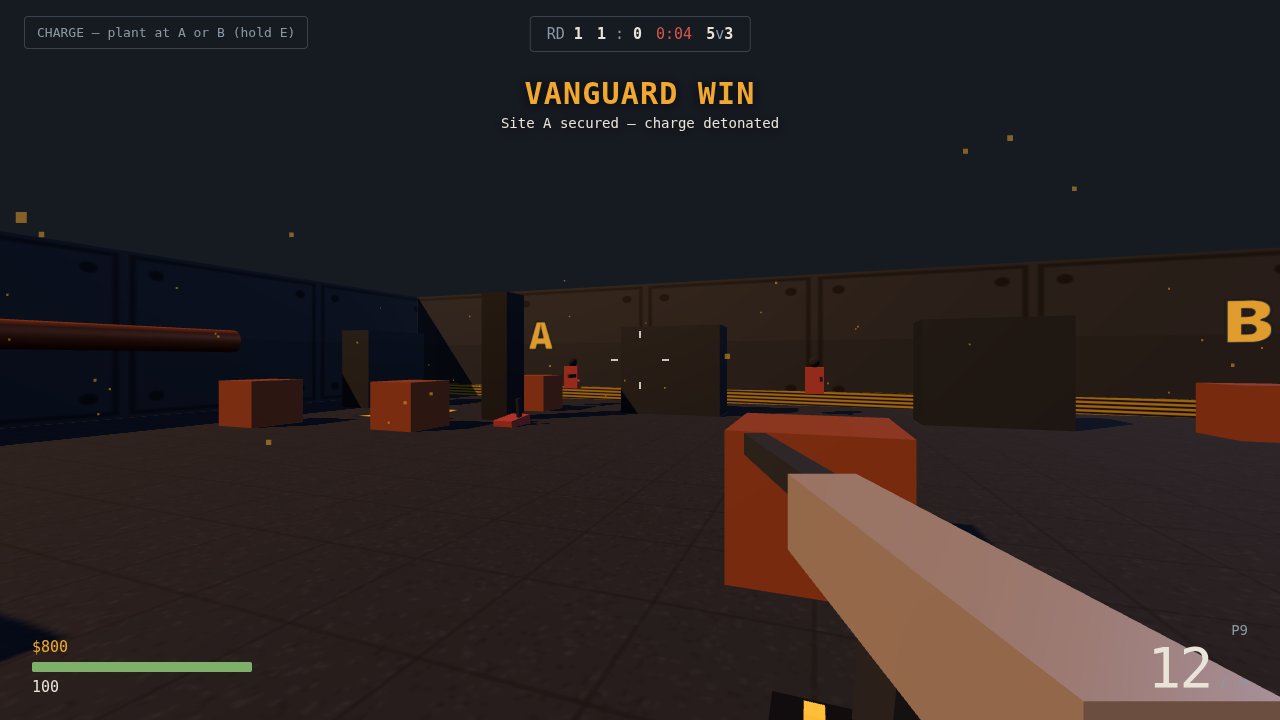 CHARGE — plant at A or B (hold E)
RD 1 1 : 0 0:04 5v3
VANGUARD WIN
Site A secured — charge detonated
A
B
$800
100
P9
12